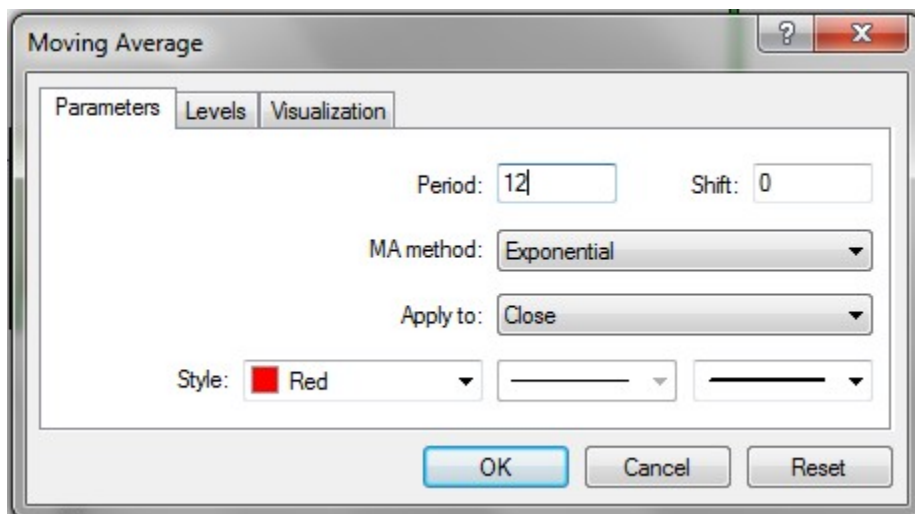 Moving Average
Parameters Levels Visualization
Period: 12 Shift: 0
MA method: Exponential
Apply to: Close
Style: Red
OK Cancel Reset